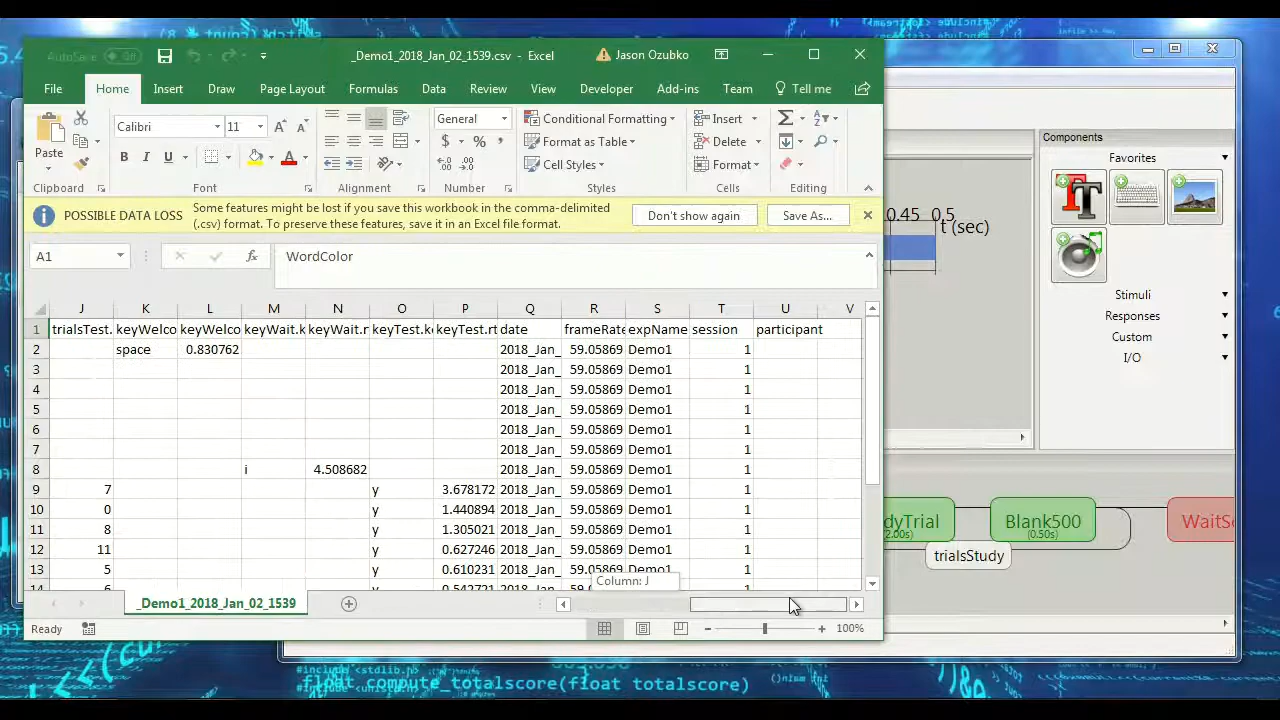 AutoSave Off
_Demo1_2018_Jan_02_1539.csv - Excel
Jason Ozubko
File Home Insert Draw Page Layout Formulas Data Review View Developer Add-ins Team Tell me
Paste
Calibri 11
General
Conditional Formatting
Format as Table
Cell Styles
Insert
Delete
Format
Clipboard Font Alignment Number Styles Cells Editing
POSSIBLE DATA LOSS
Some features might be lost if you save this workbook in the comma-delimited
(.csv) format. To preserve these features, save it in an Excel file format.
Don't show again
Save As...
A1
WordColor
J K L M N O P Q R S T U V
1 trialsTest. keyWelco keyWelco keyWait.k keyWait.r keyTest.ke keyTest.rt date frameRate expName session participant
2 space 0.830762 2018_Jan_ 59.05869 Demo1 1
3 2018_Jan_ 59.05869 Demo1 1
4 2018_Jan_ 59.05869 Demo1 1
5 2018_Jan_ 59.05869 Demo1 1
6 2018_Jan_ 59.05869 Demo1 1
7 2018_Jan_ 59.05869 Demo1 1
8 i 4.508682 2018_Jan_ 59.05869 Demo1 1
9 7 y 3.678172 2018_Jan_ 59.05869 Demo1 1
10 0 y 1.440894 2018_Jan_ 59.05869 Demo1 1
11 8 y 1.305021 2018_Jan_ 59.05869 Demo1 1
12 11 y 0.627246 2018_Jan_ 59.05869 Demo1 1
13 5 y 0.610231 2018_Jan_ 59.05869 Demo1 1
Column: J
_Demo1_2018_Jan_02_1539
Ready
100%
Components
Favorites
Stimuli
Responses
Custom
I/O
0.45 0.5
t (sec)
dyTrial
(2.00s)
Blank500
(0.50s)
WaitSc
trialsStudy
#include <stdlib.h>
float compute_totalscore(float totalscore)